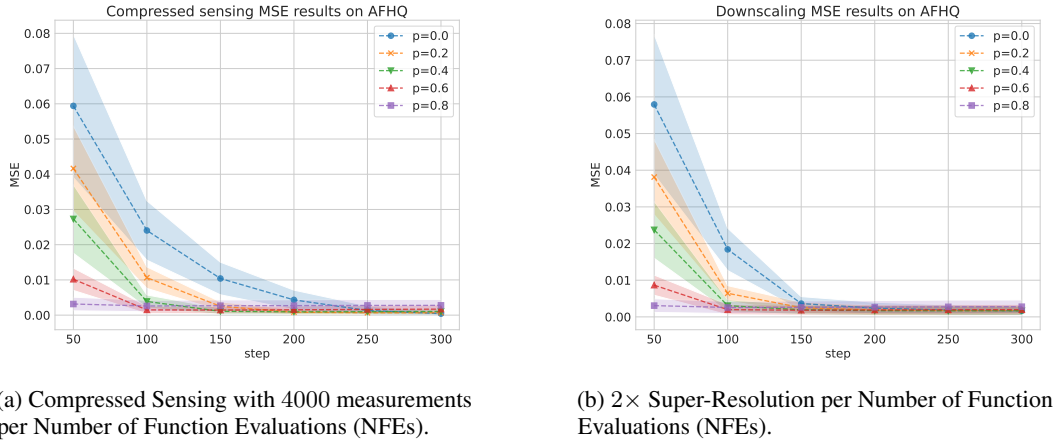 Compressed sensing MSE results on AFHQ
0.08
0.07
0.06
0.05
0.04
0.03
0.02
0.01
0.00
MSE
50
100
150
200
250
300
step
p=0.0
p=0.2
p=0.4
p=0.6
p=0.8
Downscaling MSE results on AFHQ
0.08
0.07
0.06
0.05
0.04
0.03
0.02
0.01
0.00
MSE
50
100
150
200
250
300
step
p=0.0
p=0.2
p=0.4
p=0.6
p=0.8
a) Compressed Sensing with 4000 measurements
per Number of Function Evaluations (NFEs).
(b) 2× Super-Resolution per Number of Function
Evaluations (NFEs).